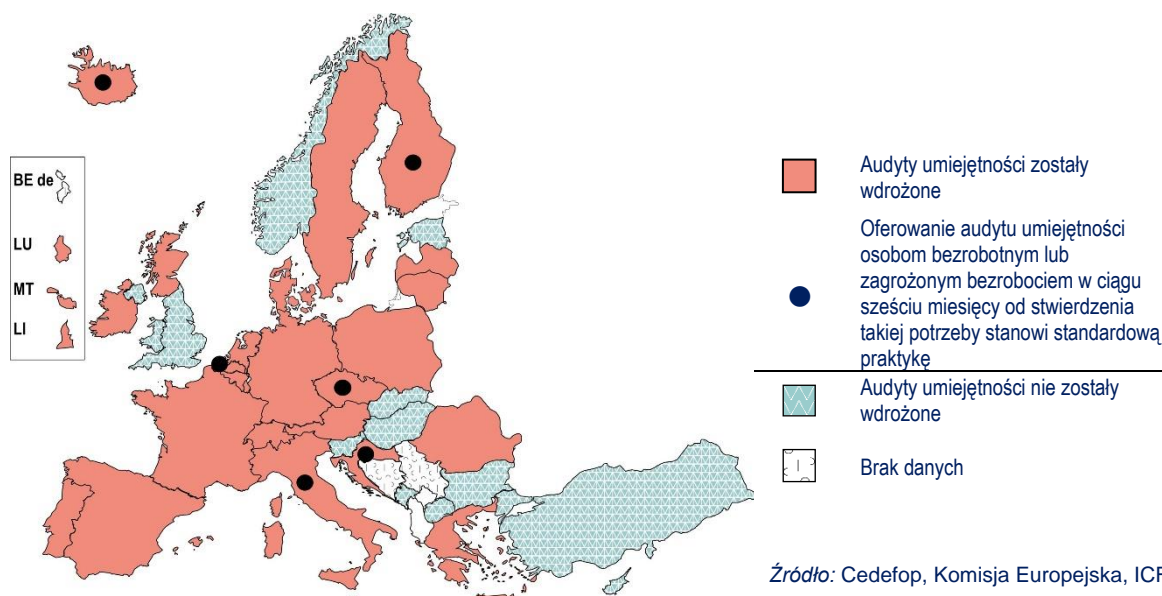 BE de
LU
MT
LI
Audyty umiejętności zostały
wdrożone
Oferowanie audytu umiejętności
osobom bezrobotnym lub
zagrożonym bezrobociem w ciągu
sześciu miesięcy od stwierdzenia
takiej potrzeby stanowi standardową
praktykę
Audyty umiejętności nie zostały
wdrożone
Brak danych
Źródło: Cedefop, Komisja Europejska, ICF